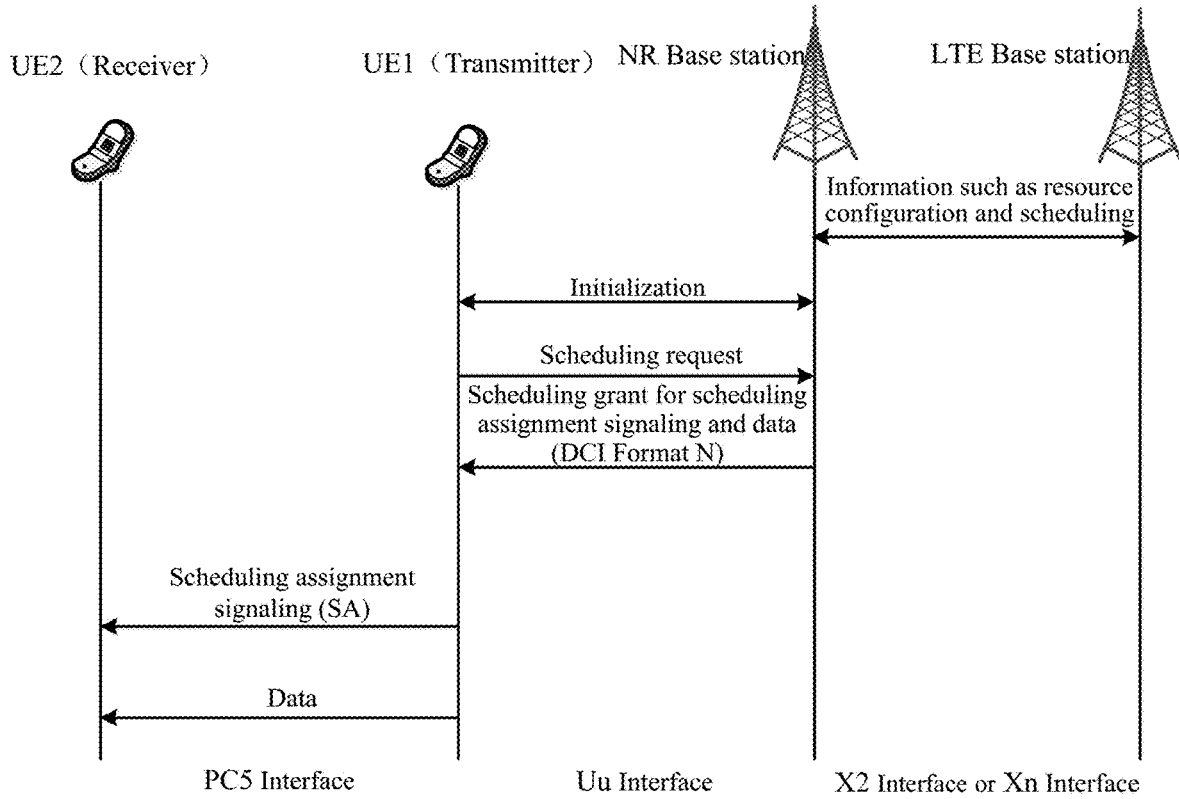 UE2（Receiver）
UE1（Transmitter）
NR Base station
LTE Base station
Information such as resource
configuration and scheduling
Initialization
Scheduling request
Scheduling grant for scheduling
assignment signaling and data
(DCI Format N)
Scheduling assignment
signaling (SA)
Data
PC5 Interface
Uu Interface
X2 Interface or Xn Interface